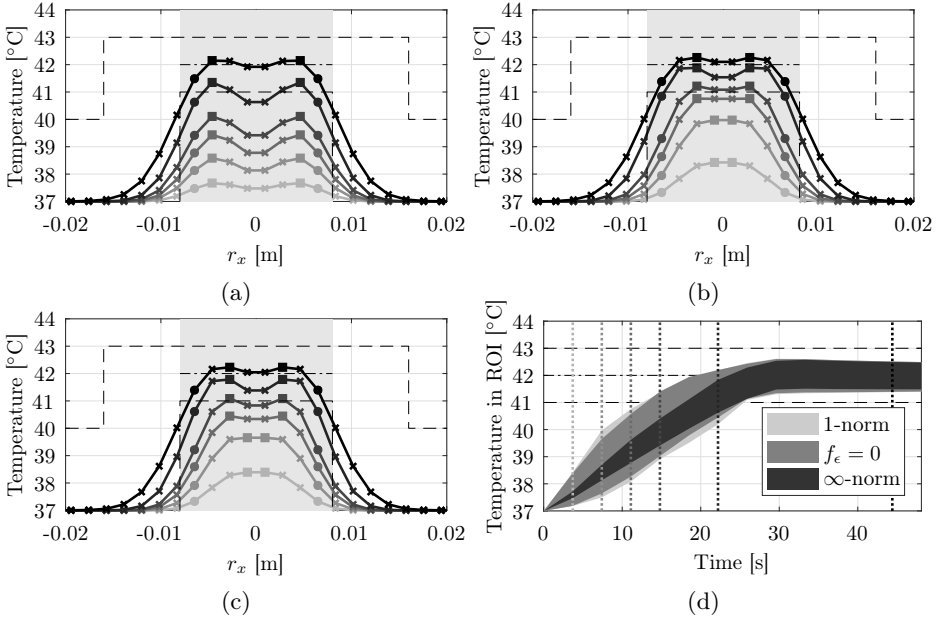 44
43
42
41
40
39
38
37
Temperature [°C]
-0.02 -0.01 0 0.01 0.02
r_x [m]
(a)
44
43
42
41
40
39
38
37
Temperature [°C]
-0.02 -0.01 0 0.01 0.02
r_x [m]
(b)
44
43
42
41
40
39
38
37
Temperature [°C]
-0.02 -0.01 0 0.01 0.02
r_x [m]
(c)
44
43
42
41
40
39
38
37
Temperature in ROI [°C]
1-norm
f_ϵ = 0
∞-norm
0 10 20 30 40
Time [s]
(d)